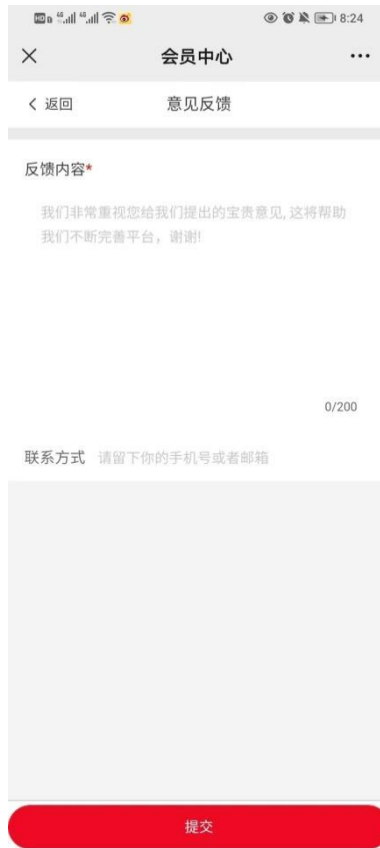 8:24
会员中心
返回
意见反馈
反馈内容*
我们非常重视您给我们提出的宝贵意见, 这将帮助
我们不断完善平台，谢谢!
0/200
联系方式 请留下你的手机号或者邮箱
提交